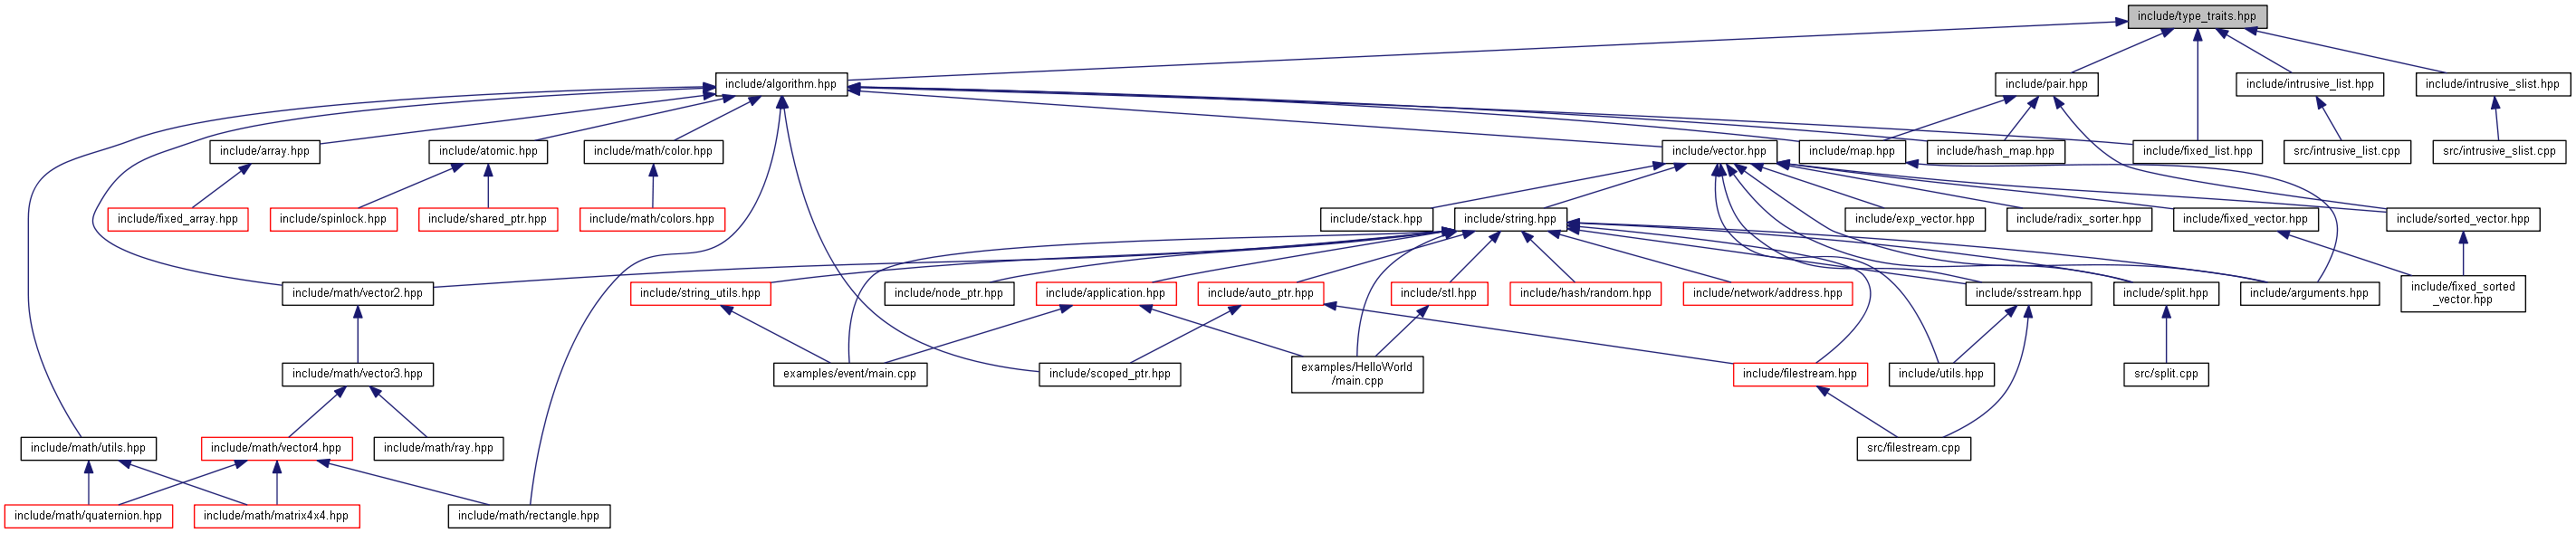 include/type_traits.hpp
include/algorithm.hpp
include/pair.hpp
include/intrusive_list.hpp
include/intrusive_slist.hpp
include/array.hpp
include/atomic.hpp
include/math/color.hpp
include/vector.hpp
include/map.hpp
include/hash_map.hpp
include/fixed_list.hpp
src/intrusive_list.cpp
src/intrusive_slist.cpp
include/fixed_array.hpp
include/spinlock.hpp
include/shared_ptr.hpp
include/math/colors.hpp
include/stack.hpp
include/string.hpp
include/exp_vector.hpp
include/radix_sorter.hpp
include/fixed_vector.hpp
include/sorted_vector.hpp
include/math/vector2.hpp
include/string_utils.hpp
include/node_ptr.hpp
include/application.hpp
include/auto_ptr.hpp
include/stl.hpp
include/hash/random.hpp
include/network/address.hpp
include/sstream.hpp
include/split.hpp
include/arguments.hpp
include/fixed_sorted
_vector.hpp
include/math/vector3.hpp
examples/event/main.cpp
include/scoped_ptr.hpp
examples/HelloWorld
/main.cpp
include/filestream.hpp
include/utils.hpp
src/split.cpp
include/math/utils.hpp
include/math/vector4.hpp
include/math/ray.hpp
src/filestream.cpp
include/math/quaternion.hpp
include/math/matrix4x4.hpp
include/math/rectangle.hpp